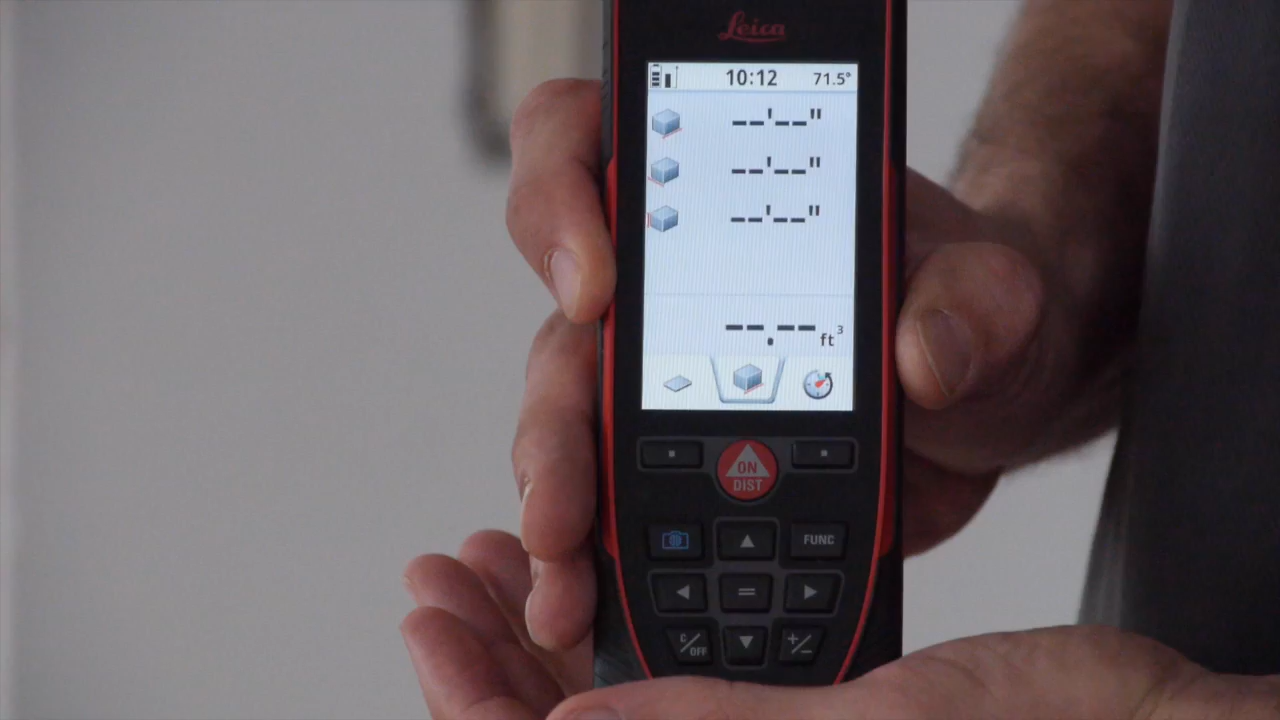 Leica
10:12 71.5°
--'--"
--'--"
--'--"
--.-- ft³
ON
DIST
FUNC
=
C/OFF
+/−